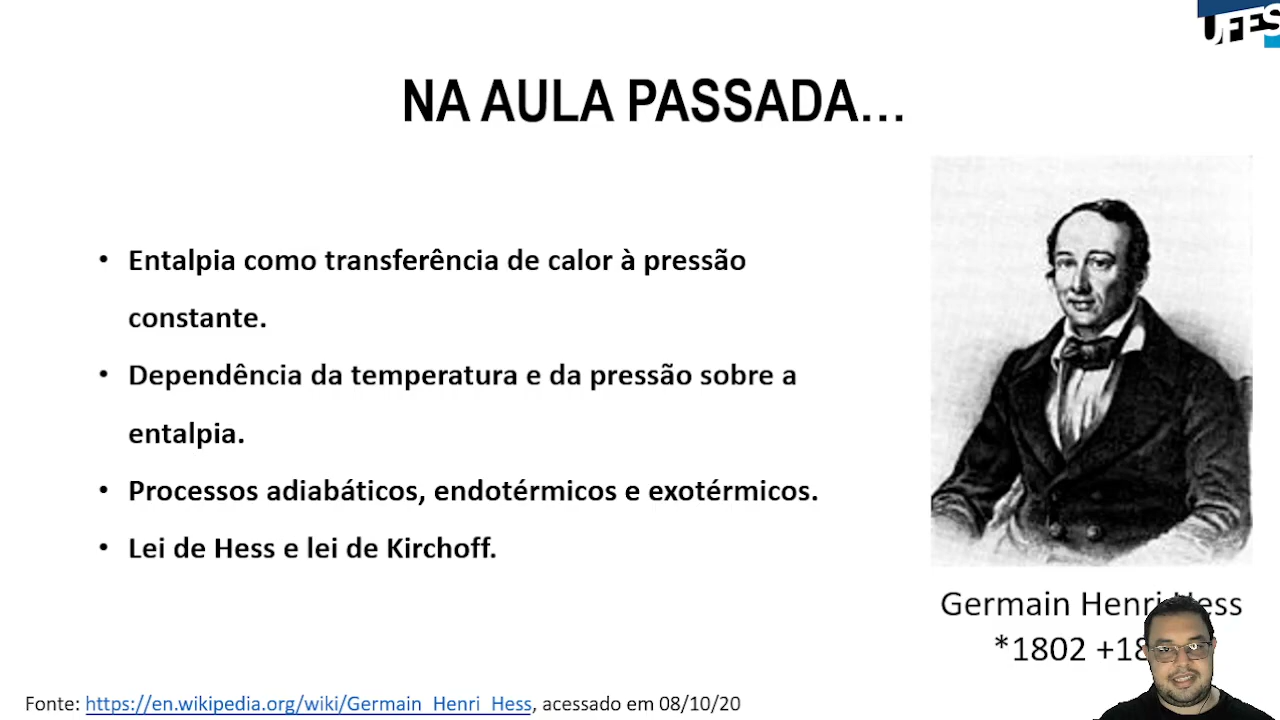 UFES
NA AULA PASSADA...
• Entalpia como transferência de calor à pressão
constante.
• Dependência da temperatura e da pressão sobre a
entalpia.
• Processos adiabáticos, endotérmicos e exotérmicos.
• Lei de Hess e lei de Kirchoff.
Germain Henri Hess
*1802
Fonte: https://en.wikipedia.org/wiki/Germain_Henri_Hess, acessado em 08/10/20